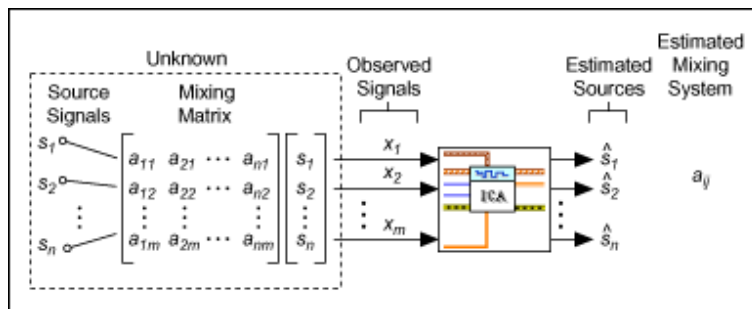 Unknown
Source Signals
Mixing Matrix
Observed Signals
Estimated Sources
Estimated Mixing System
s1
s2
sn
a11 a21 ⋯ an1
a12 a22 ⋯ an2
a1m a2m ⋯ anm
s1
s2
sn
x1
x2
xm
ICA
ŝ1
ŝ2
ŝn
aij